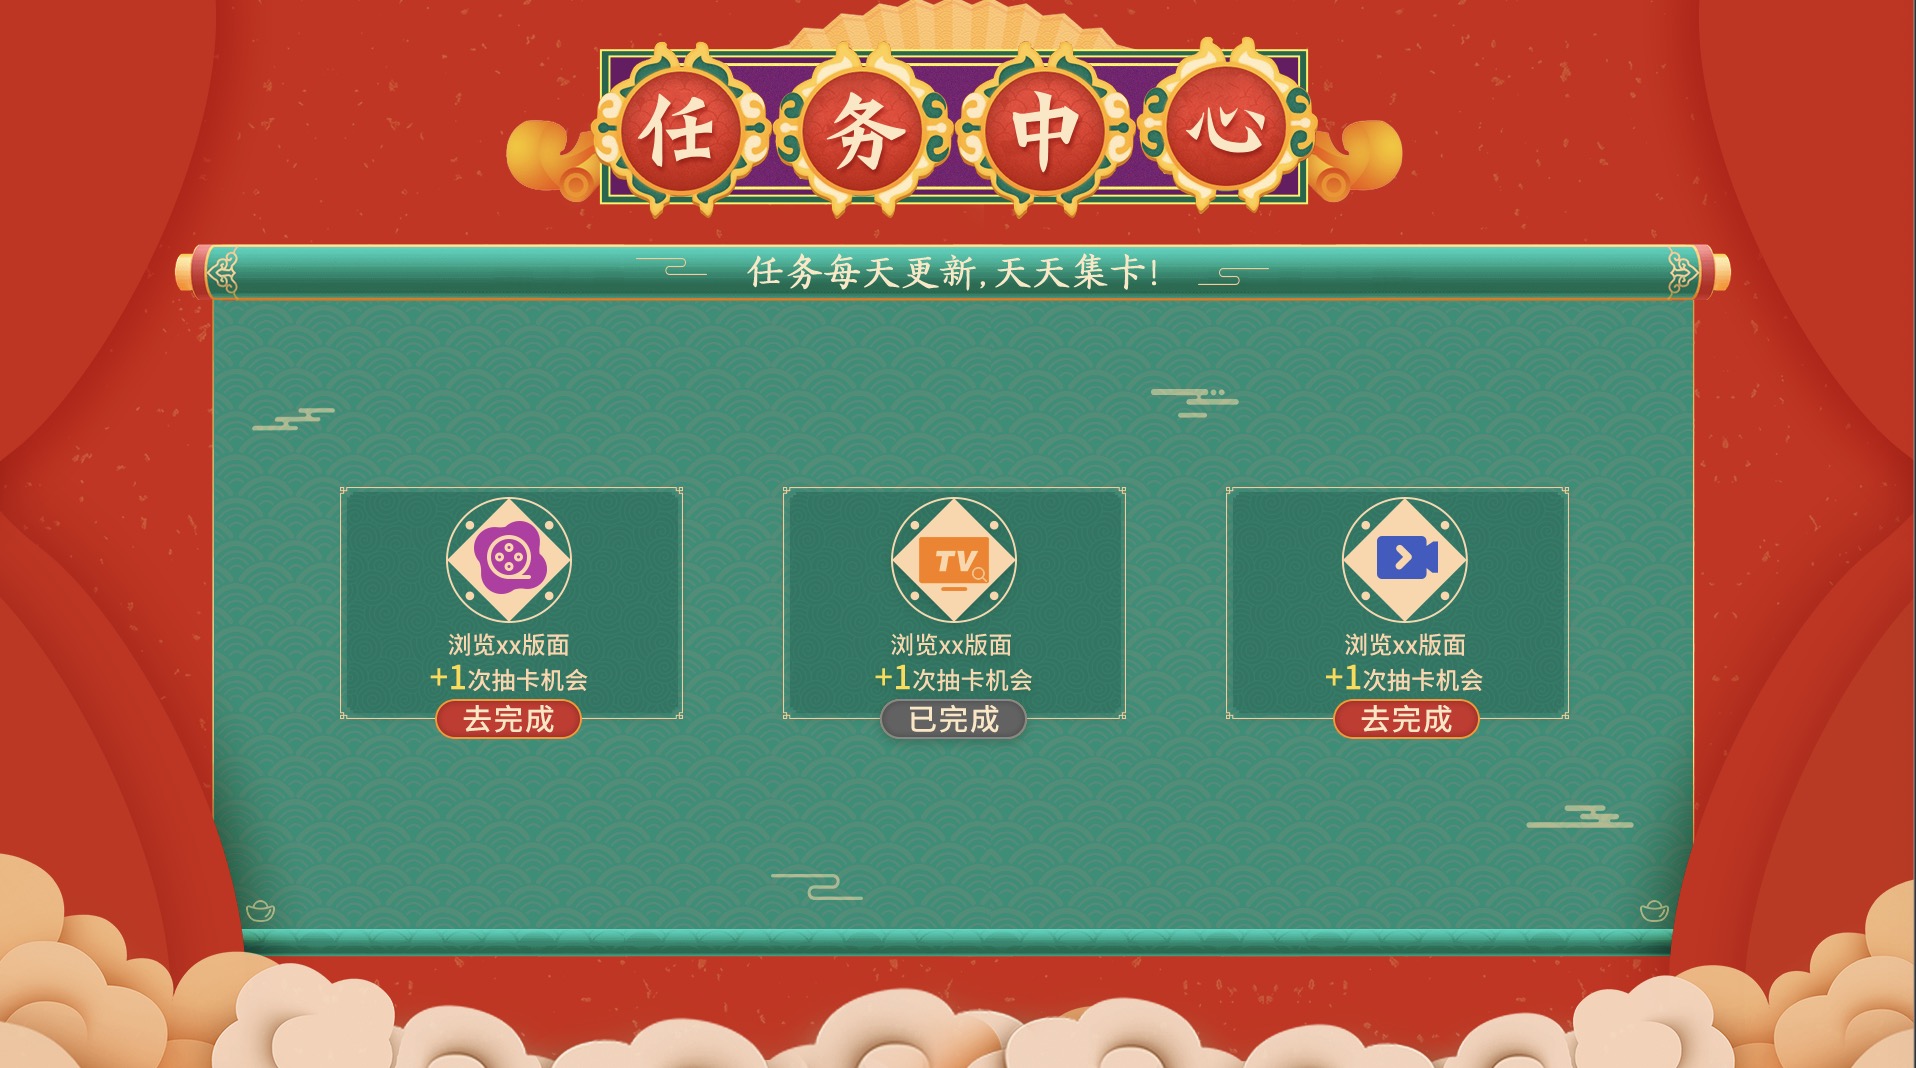 任务中心
任务每天更新,天天集卡!
TV
浏览xx版面
+1次抽卡机会
去完成
浏览xx版面
+1次抽卡机会
已完成
浏览xx版面
+1次抽卡机会
去完成